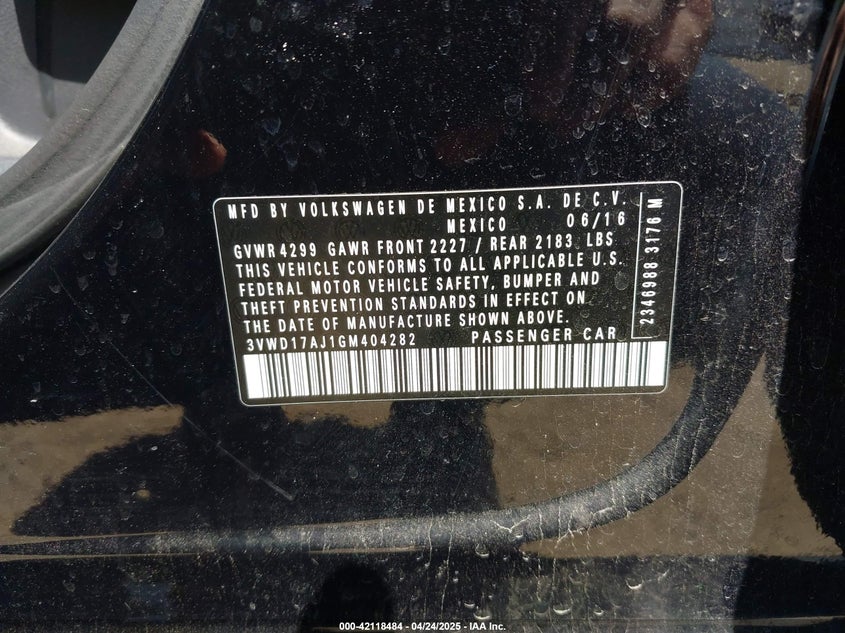 MFD BY VOLKSWAGEN DE MEXICO S.A. DE C.V.
MEXICO 06/16
GVWR 4299 GAWR FRONT 2227 / REAR 2183 LBS
THIS VEHICLE CONFORMS TO ALL APPLICABLE U.S.
FEDERAL MOTOR VEHICLE SAFETY, BUMPER AND
THEFT PREVENTION STANDARDS IN EFFECT ON
THE DATE OF MANUFACTURE SHOWN ABOVE.
3VWD17AJ1GM404282 PASSENGER CAR
2346988 3176 M
000-42118484 - 04/24/2025 - IAA Inc.